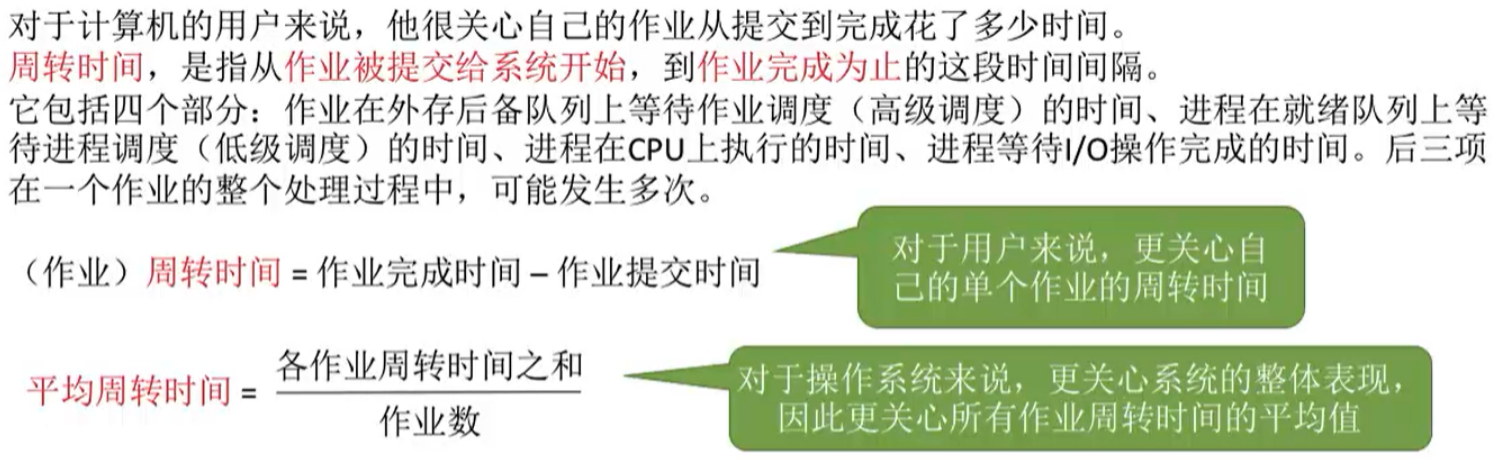 对于计算机的用户来说，他很关心自己的作业从提交到完成花了多少时间。
周转时间，是指从作业被提交给系统开始，到作业完成为止的这段时间间隔。
它包括四个部分：作业在外存后备队列上等待作业调度（高级调度）的时间、进程在就绪队列上等
待进程调度（低级调度）的时间、进程在CPU上执行的时间、进程等待I/O操作完成的时间。后三项
在一个作业的整个处理过程中，可能发生多次。
（作业）周转时间 = 作业完成时间 – 作业提交时间
对于用户来说，更关心自
己的单个作业的周转时间
平均周转时间 =
各作业周转时间之和
作业数
对于操作系统来说，更关心系统的整体表现，
因此更关心所有作业周转时间的平均值